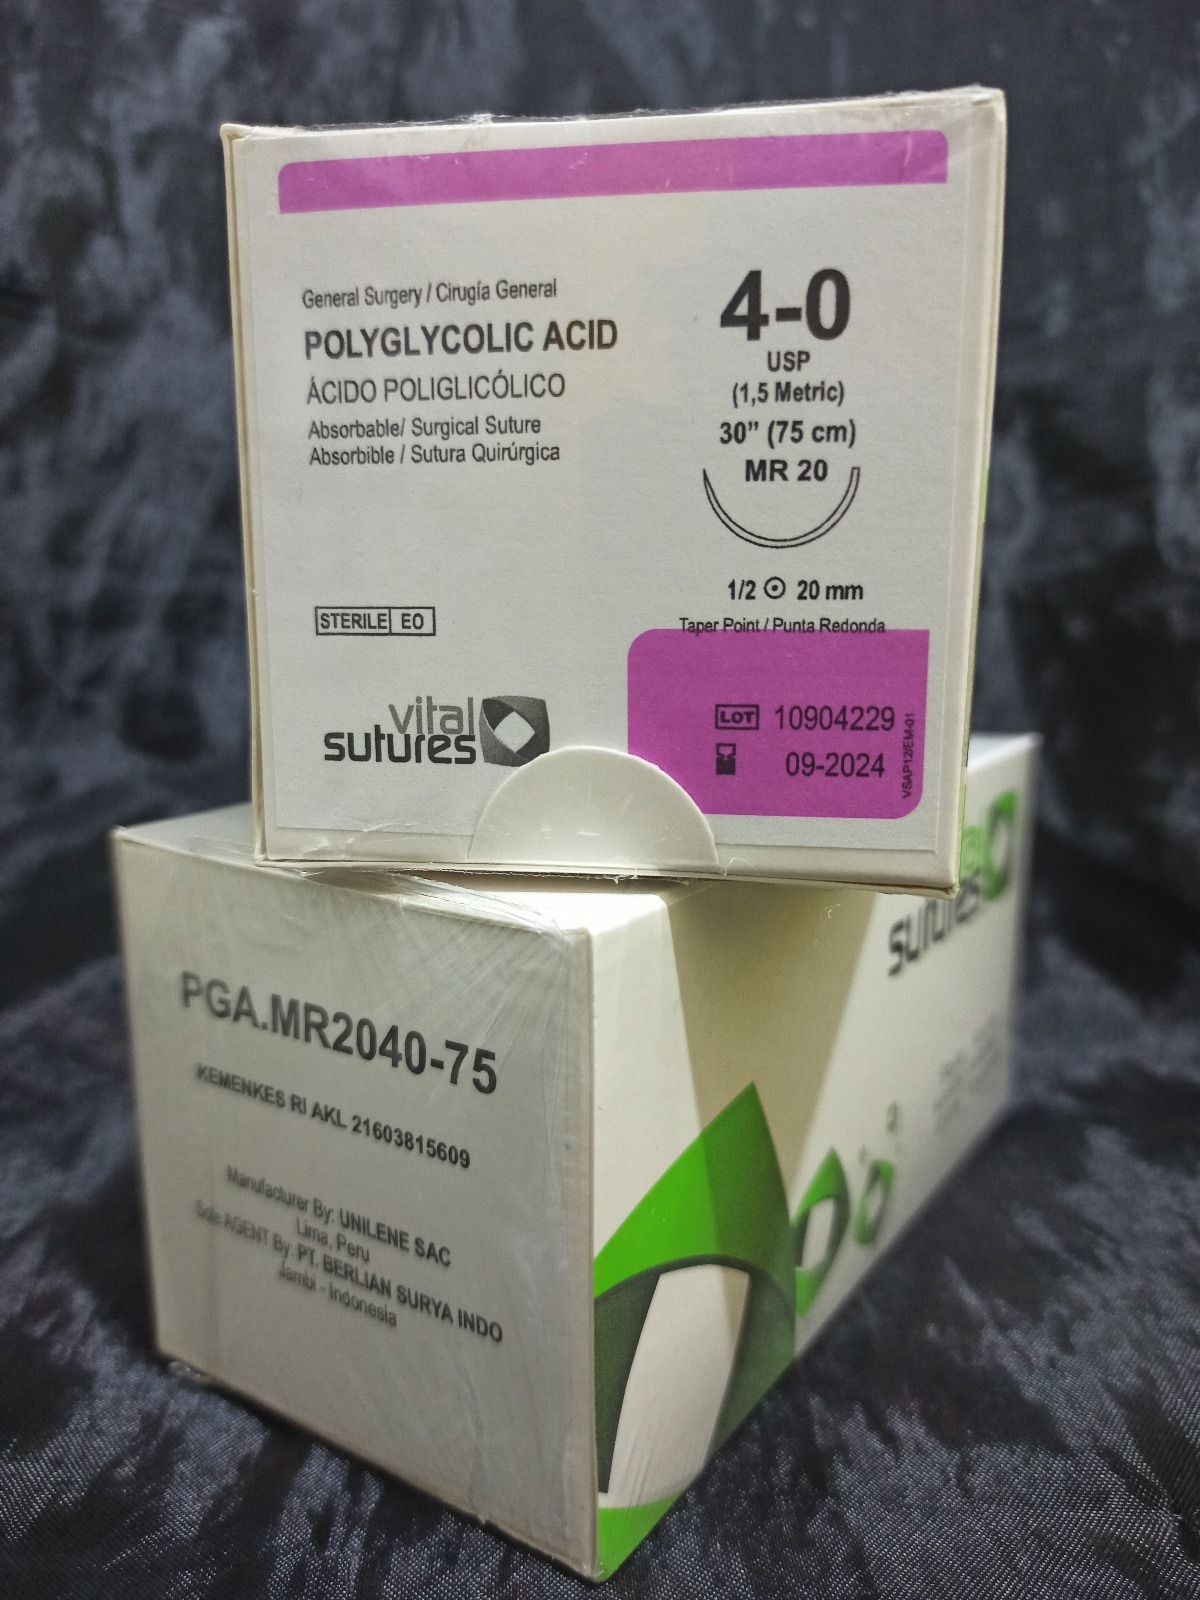 General Surgery / Cirugía General
POLYGLYCOLIC ACID
ÁCIDO POLIGLICÓLICO
Absorbable/ Surgical Suture
Absorbible / Sutura Quirúrgica
4-0
USP
(1,5 Metric)
30” (75 cm)
MR 20
1/2 20 mm
Taper Point / Punta Redonda
STERILE EO
vital
sutures
LOT 10904229
09-2024
VSAP12/EM-01
sutures
PGA.MR2040-75
KEMENKES RI AKL 21603815609
Manufacturer By: UNILENE SAC
Lima, Peru
Sole AGENT By: PT. BERLIAN SURYA INDO
Jambi - Indonesia